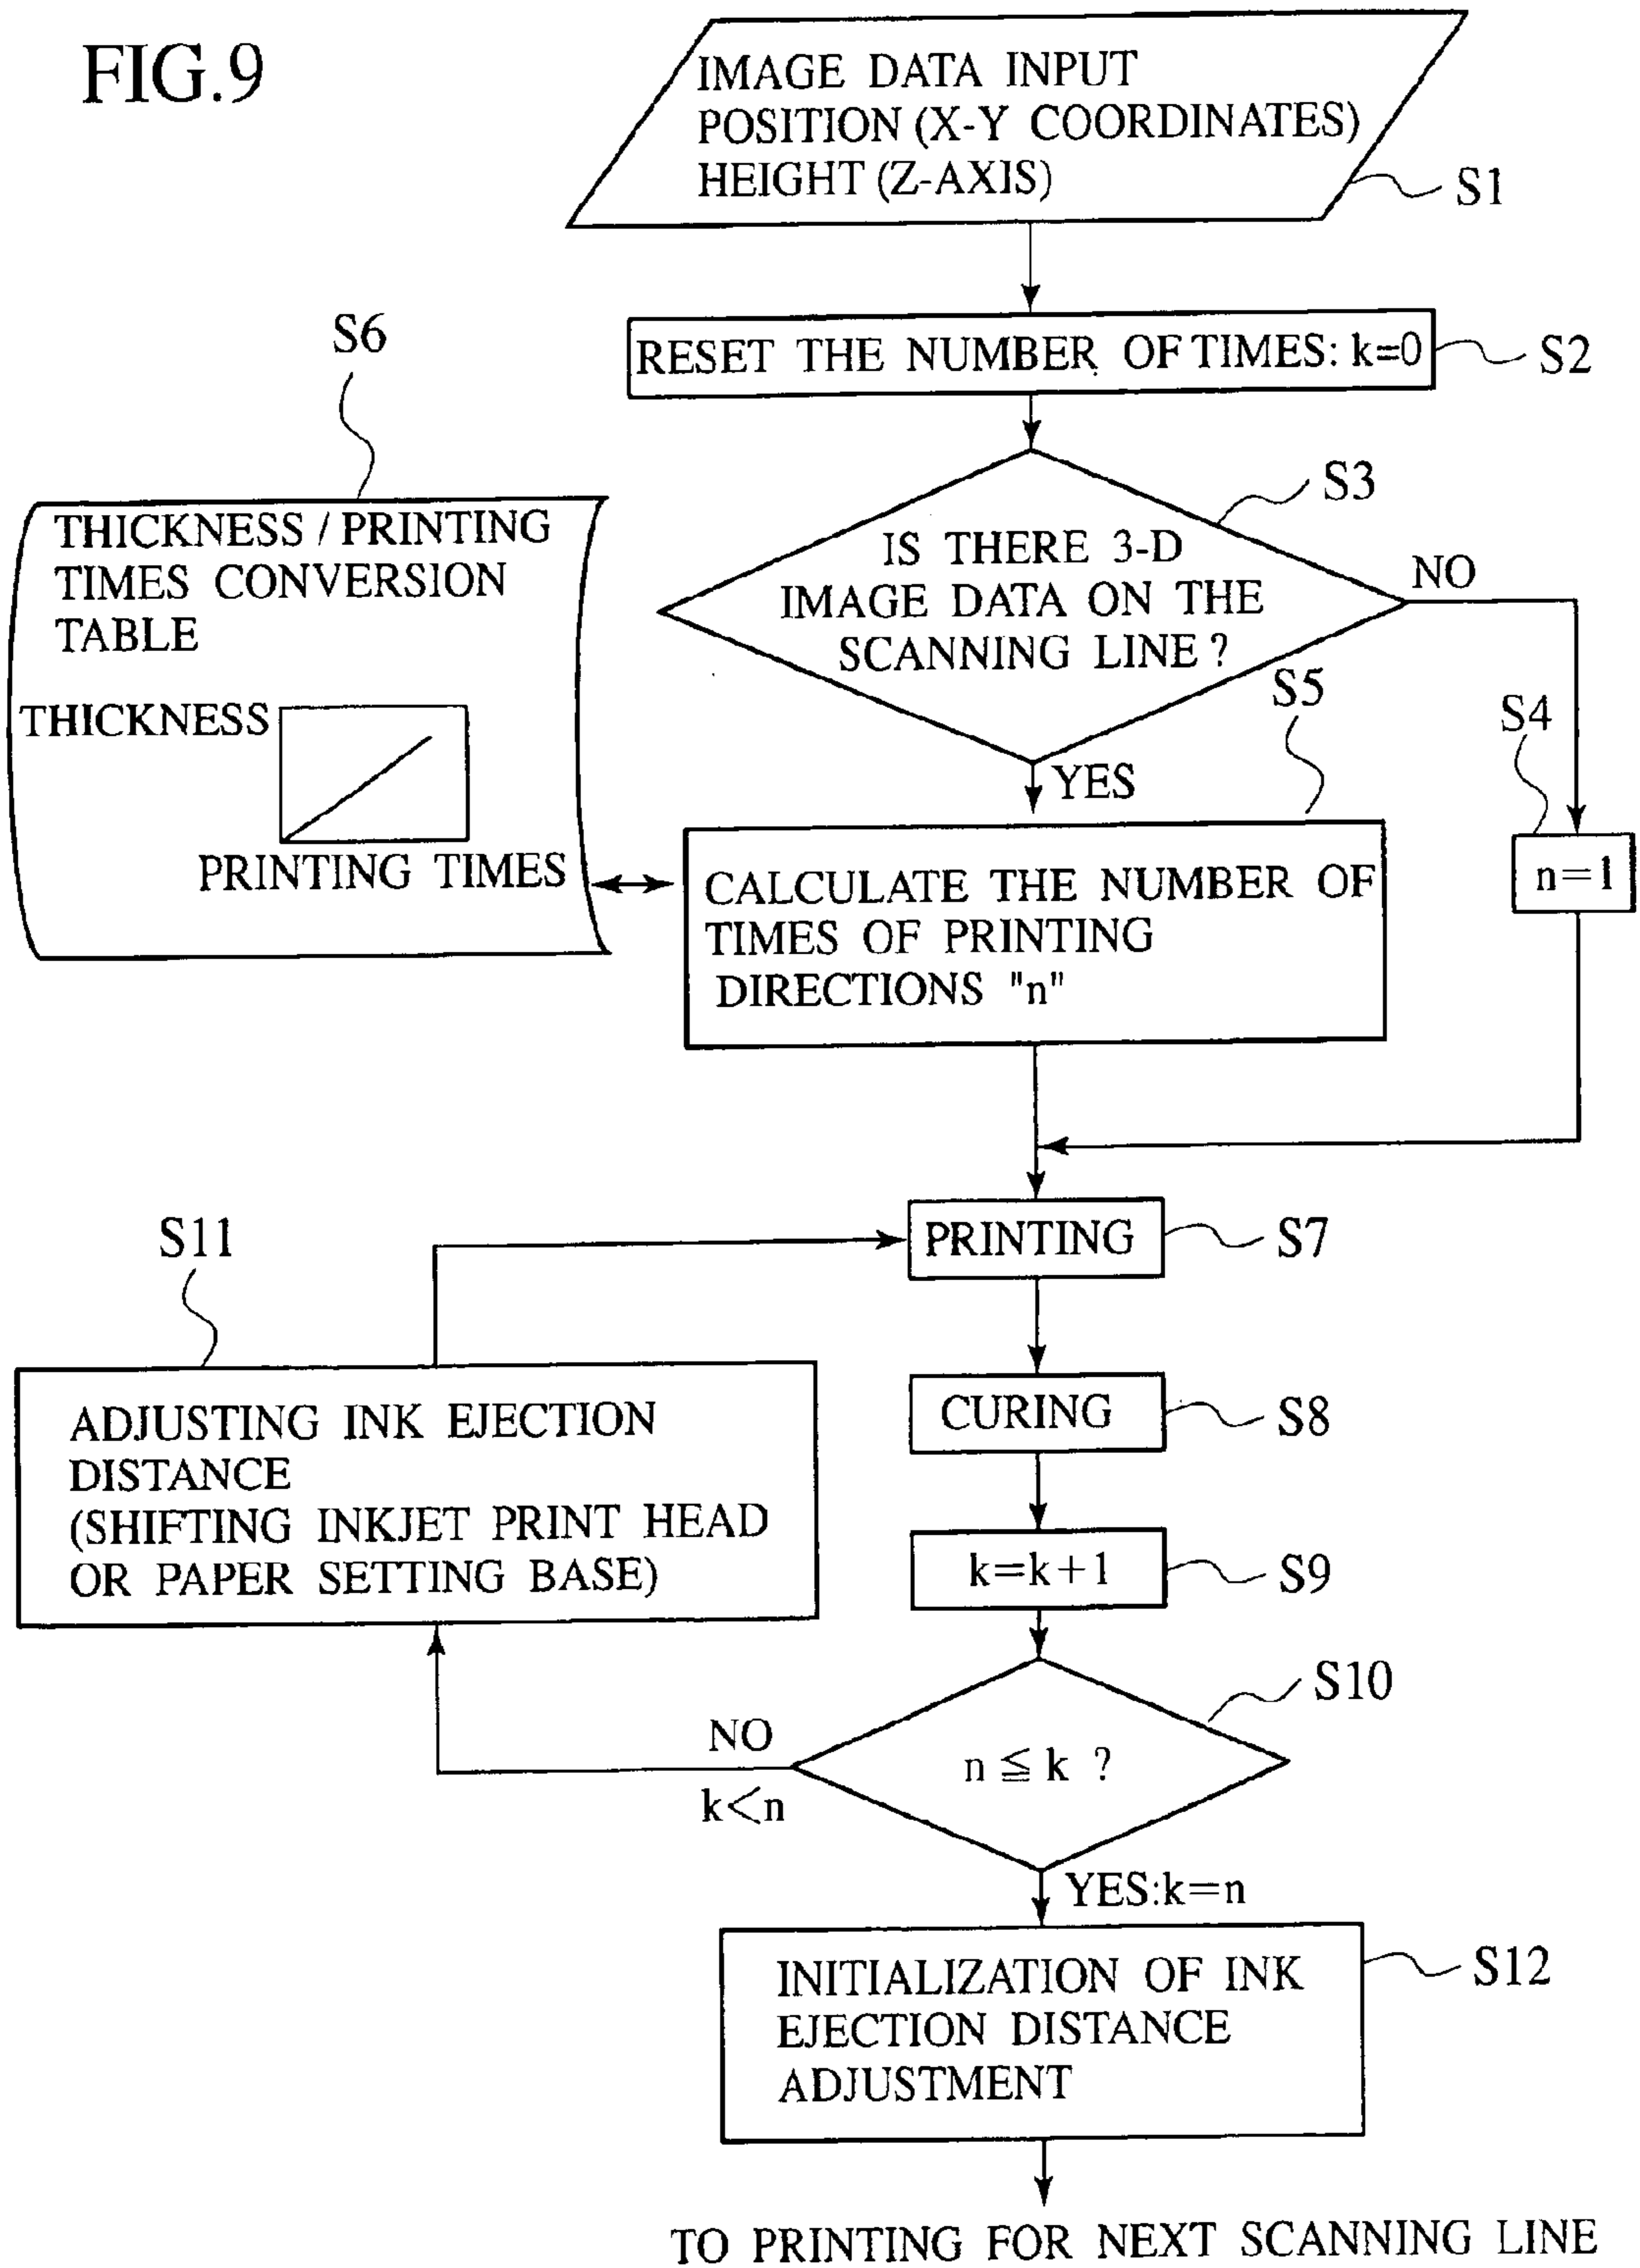 FIG.9
IMAGE DATA INPUT
POSITION (X-Y COORDINATES)
HEIGHT (Z-AXIS)
S1
RESET THE NUMBER OF TIMES: k=0
S2
S6
S3
IS THERE 3-D
IMAGE DATA ON THE
SCANNING LINE ?
NO
THICKNESS / PRINTING
TIMES CONVERSION
TABLE
THICKNESS
PRINTING TIMES
YES
S5
S4
n=1
CALCULATE THE NUMBER OF
TIMES OF PRINTING
DIRECTIONS "n"
S11
PRINTING
S7
CURING
S8
ADJUSTING INK EJECTION
DISTANCE
(SHIFTING INKJET PRINT HEAD
OR PAPER SETTING BASE)
k=k+1
S9
S10
NO
k<n
n ≦ k ?
YES:k=n
INITIALIZATION OF INK
EJECTION DISTANCE
ADJUSTMENT
S12
TO PRINTING FOR NEXT SCANNING LINE